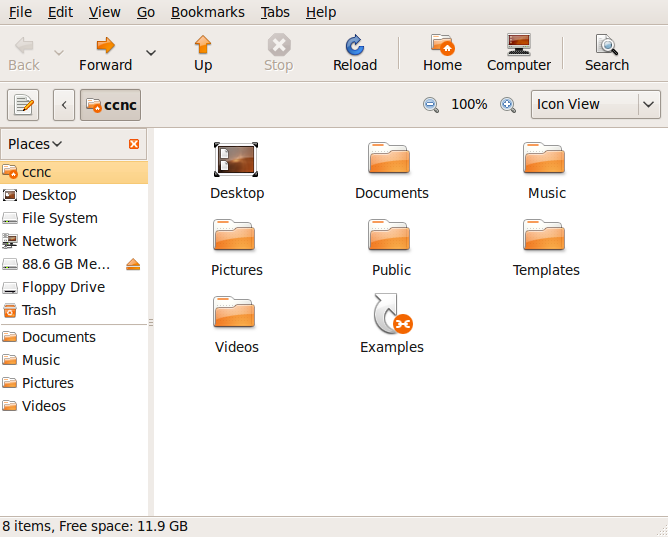 File Edit View Go Bookmarks Tabs Help
Back Forward Up Stop Reload Home Computer Search
ccnc 100% Icon View
Places
ccnc
Desktop
File System
Network
88.6 GB Me...
Floppy Drive
Trash
Documents
Music
Pictures
Videos
Desktop Documents Music
Pictures Public Templates
Videos Examples
8 items, Free space: 11.9 GB